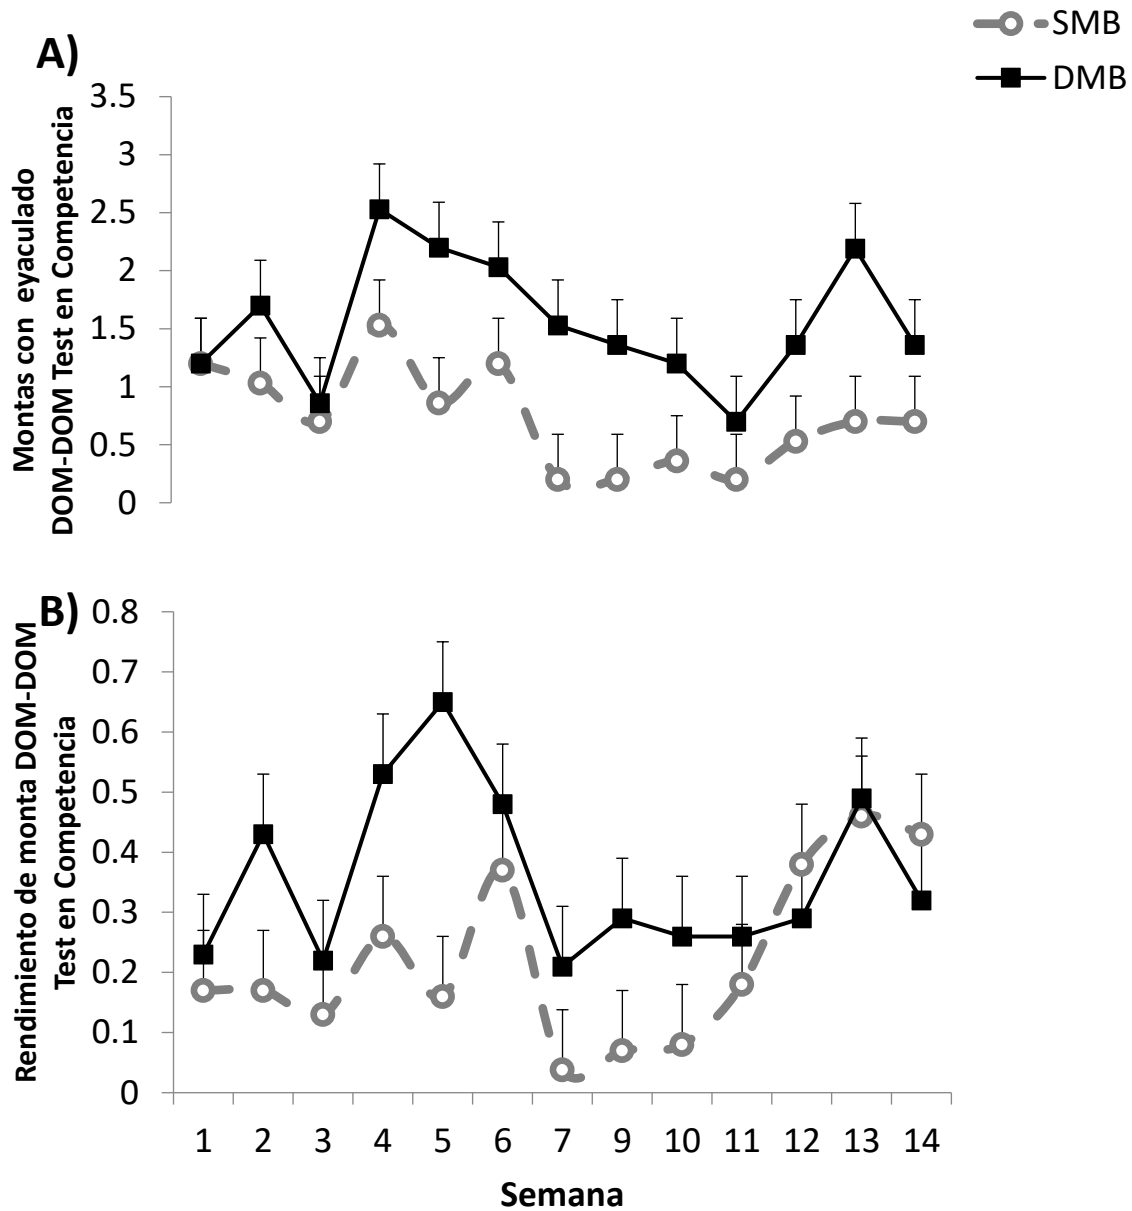 SMB
DMB
A)
Montas con eyaculado
DOM-DOM Test en Competencia
3.5
3
2.5
2
1.5
1
0.5
0
B)
Rendimiento de monta DOM-DOM
Test en Competencia
0.8
0.7
0.6
0.5
0.4
0.3
0.2
0.1
0
1 2 3 4 5 6 7 9 10 11 12 13 14
Semana